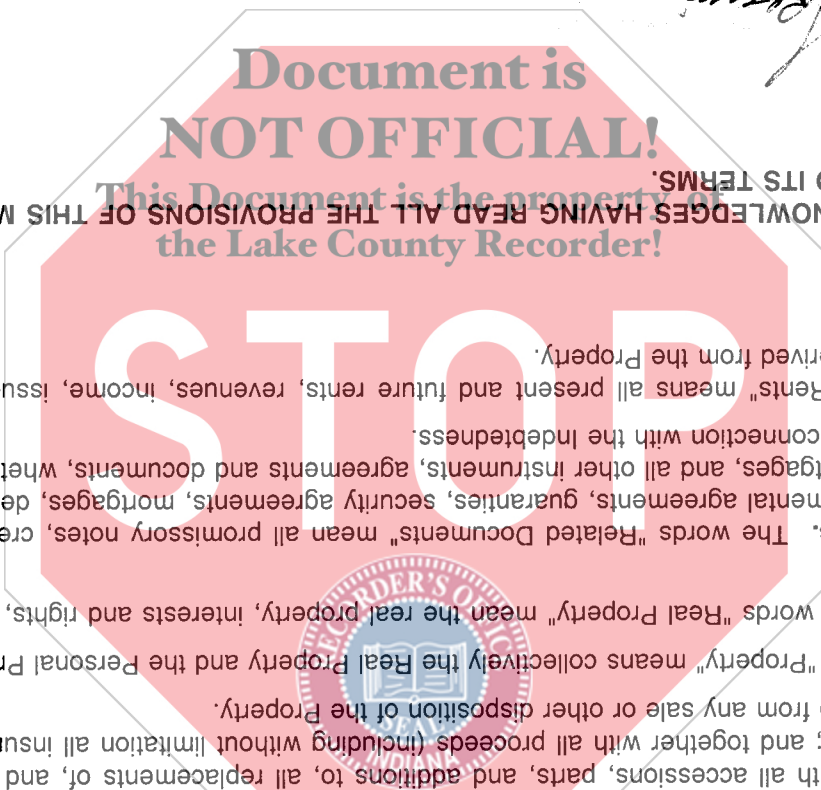 Document is
NOT OFFICIAL!
This Document is the property of
the Lake County Recorder!
STOP
RECORDER'S OFFIC
SEAL
INDIANA
th all accessions, parts, and additions to, all replacements of, and
and together with all proceeds (including without limitation all insu
from any sale or other disposition of the Property.
"Property" means collectively the Real Property and the Personal Pr
words "Real Property" mean the real property, interests and rights,
The words "Related Documents" mean all promissory notes, cre
mental agreements, guaranties, security agreements, mortgages, de
tgages, and all other instruments, agreements and documents, whet
connection with the Indebtedness.
Rents" means all present and future rents, revenues, income, issu
erived from the Property.
NOWLEDGES HAVING READ ALL THE PROVISIONS OF THIS M
O ITS TERMS.